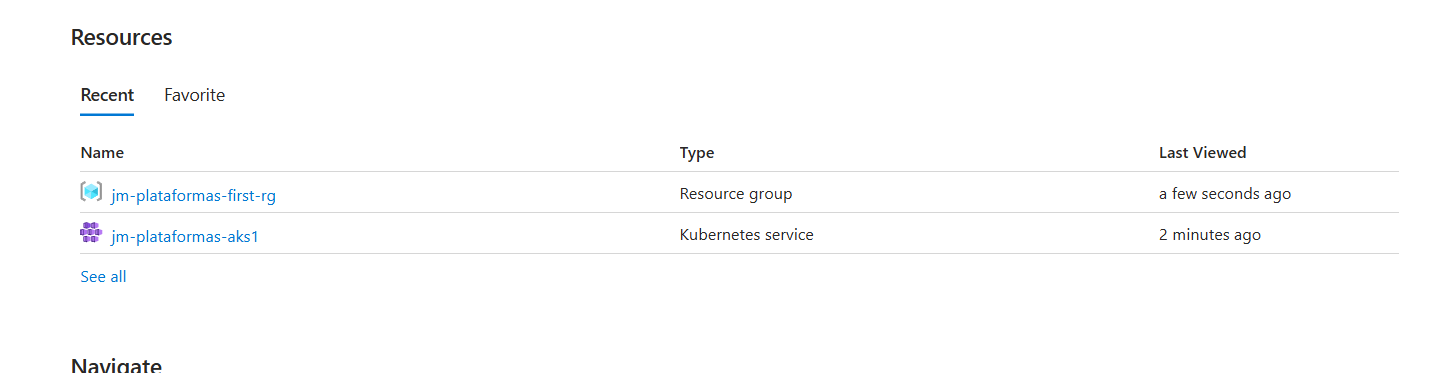 Resources
Recent Favorite
Name Type Last Viewed
jm-plataformas-first-rg Resource group a few seconds ago
jm-plataformas-aks1 Kubernetes service 2 minutes ago
See all
Navigate